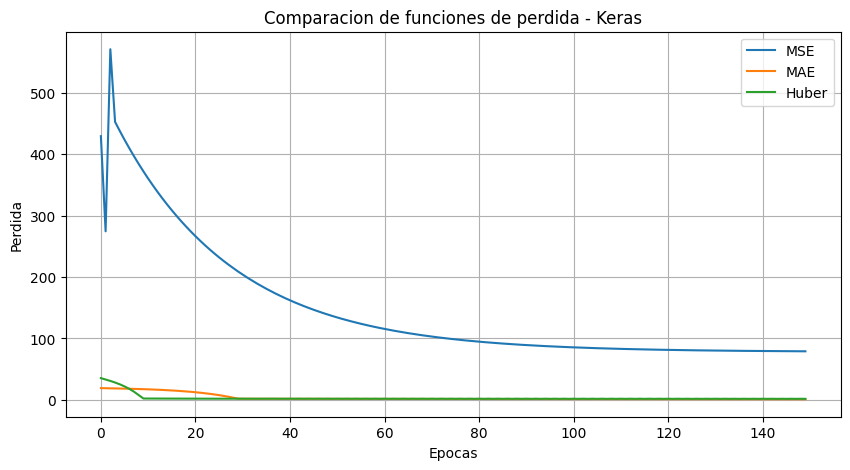 Comparacion de funciones de perdida - Keras
MSE
MAE
Huber
Perdida
500
400
300
200
100
0
0 20 40 60 80 100 120 140
Epocas